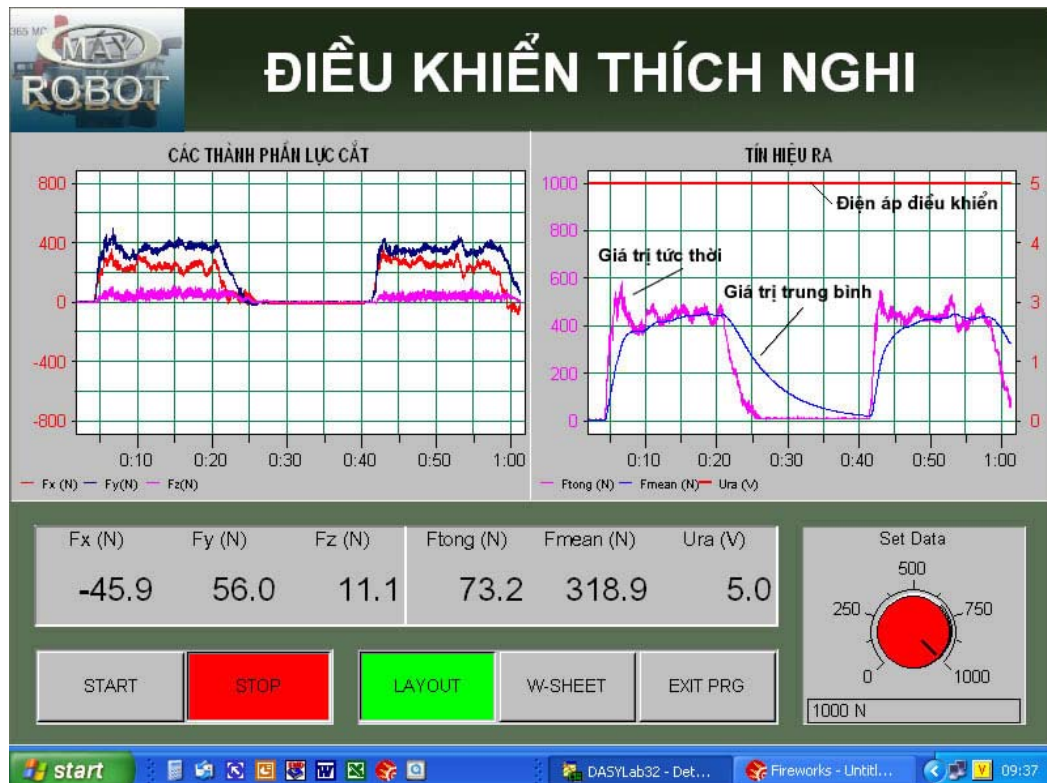 365 MC
MÁY
ROBOT
ĐIỀU KHIỂN THÍCH NGHI
CÁC THÀNH PHẦN LỰC CẮT
800
400
0
-400
-800
0:10 0:20 0:30 0:40 0:50 1:00
Fx (N) Fy(N) Fz(N)
TÍN HIỆU RA
1000
800
600
400
200
0
5
4
3
1
0
Điện áp điều khiển
Giá trị tức thời
Giá trị trung bình
0:10 0:20 0:30 0:40 0:50 1:00
Ftong (N) Fmean (N) Ura (V)
Fx (N) Fy (N) Fz (N) Ftong (N) Fmean (N) Ura (V)
-45.9 56.0 11.1 73.2 318.9 5.0
Set Data
500
250 750
0 1000
1000 N
START STOP LAYOUT W-SHEET EXIT PRG
start DASYLab32 - Det... Fireworks - Untitl... V 09:37